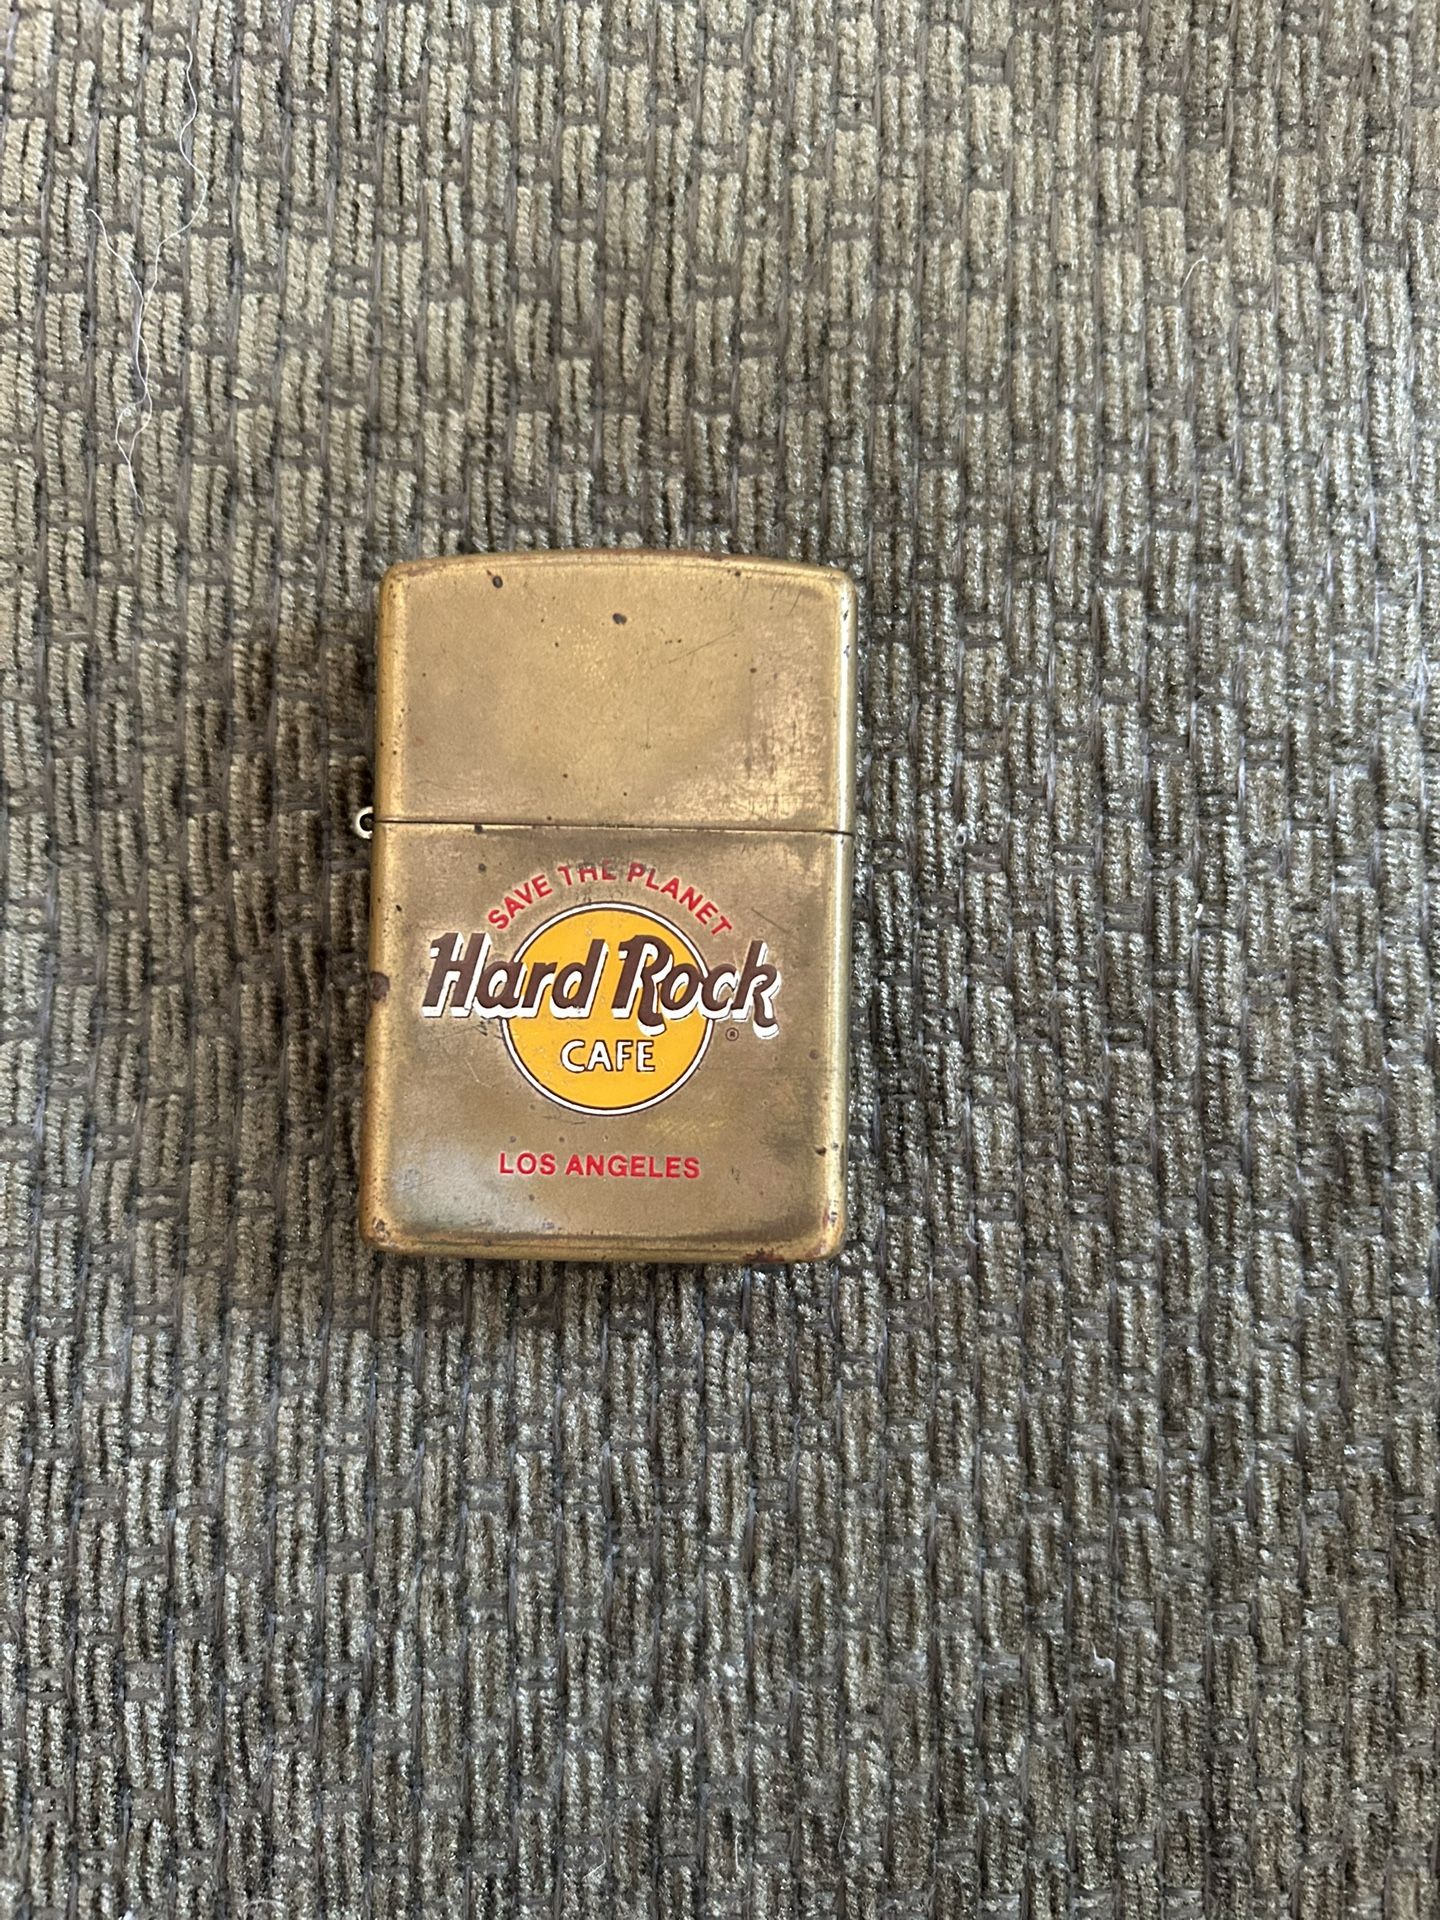 SAVE THE PLANET
Hard Rock
®
CAFE
LOS ANGELES